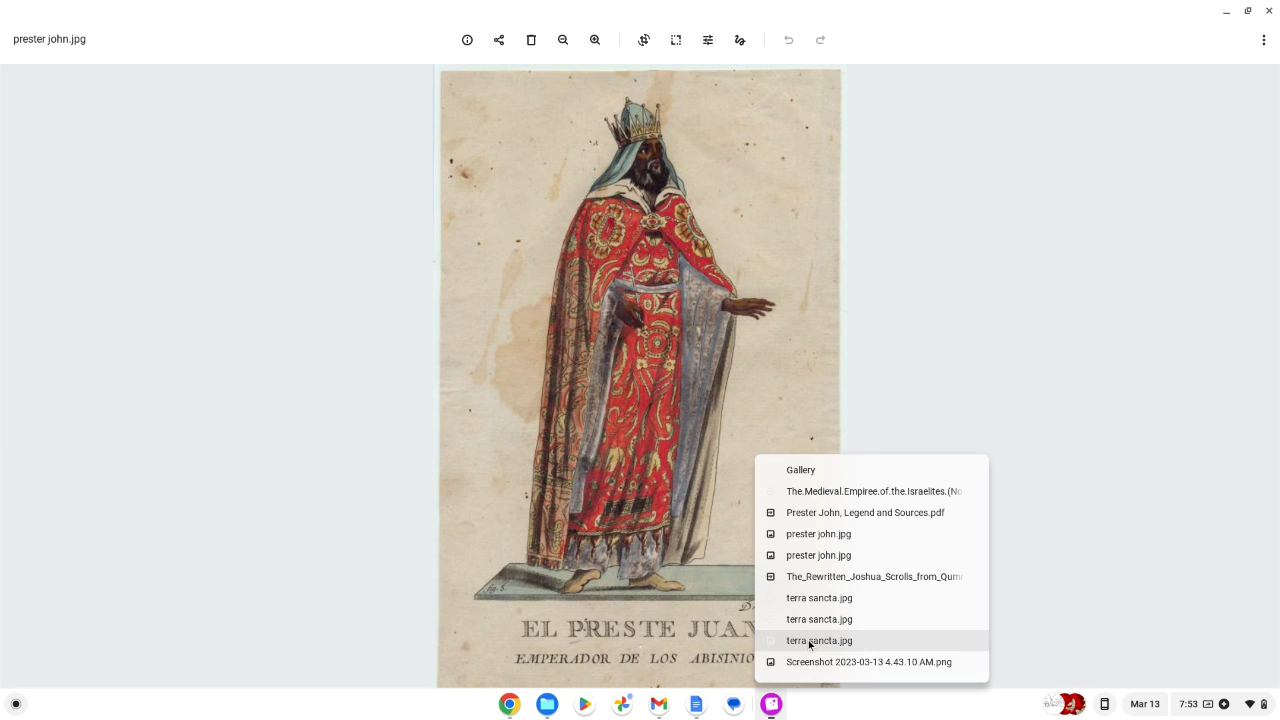 prester john.jpg
fig. 5.
EL PRESTE JUAN
EMPERADOR DE LOS ABISINIO
Gallery
The.Medieval.Empiree.of.the.Israelites.(No
Prester John, Legend and Sources.pdf
prester john.jpg
prester john.jpg
The_Rewritten_Joshua_Scrolls_from_Qum
terra sancta.jpg
terra sancta.jpg
terra sancta.jpg
Screenshot 2023-03-13 4.43.10 AM.png
Mar 13
7:53